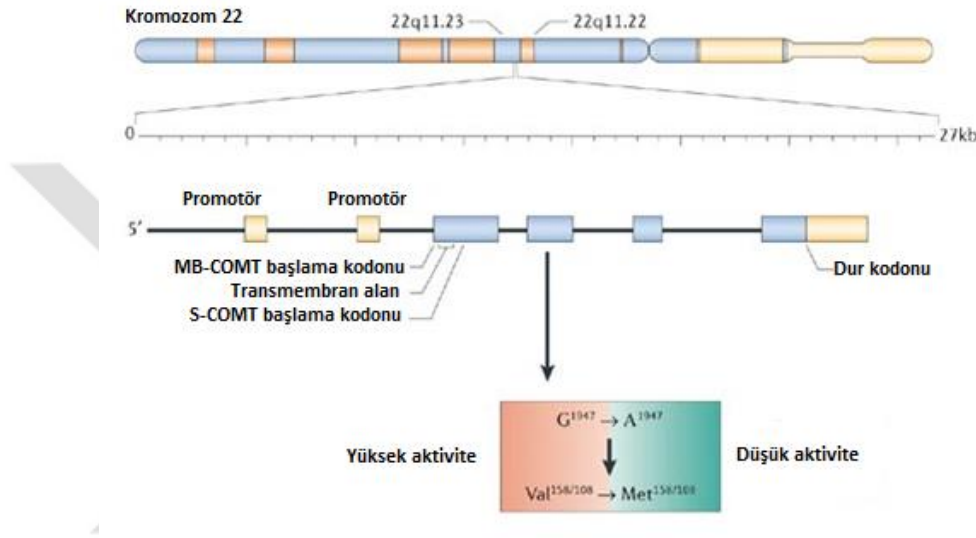 Kromozom 22
22q11.23
22q11.22
0
27kb
Promotör
Promotör
5’
MB-COMT başlama kodonu
Transmembran alan
S-COMT başlama kodonu
Dur kodonu
G¹⁹⁴⁷ → A¹⁹⁴⁷
Yüksek aktivite
Düşük aktivite
Val¹⁵⁸/¹⁰⁸ → Met¹⁵⁸/¹⁰⁸